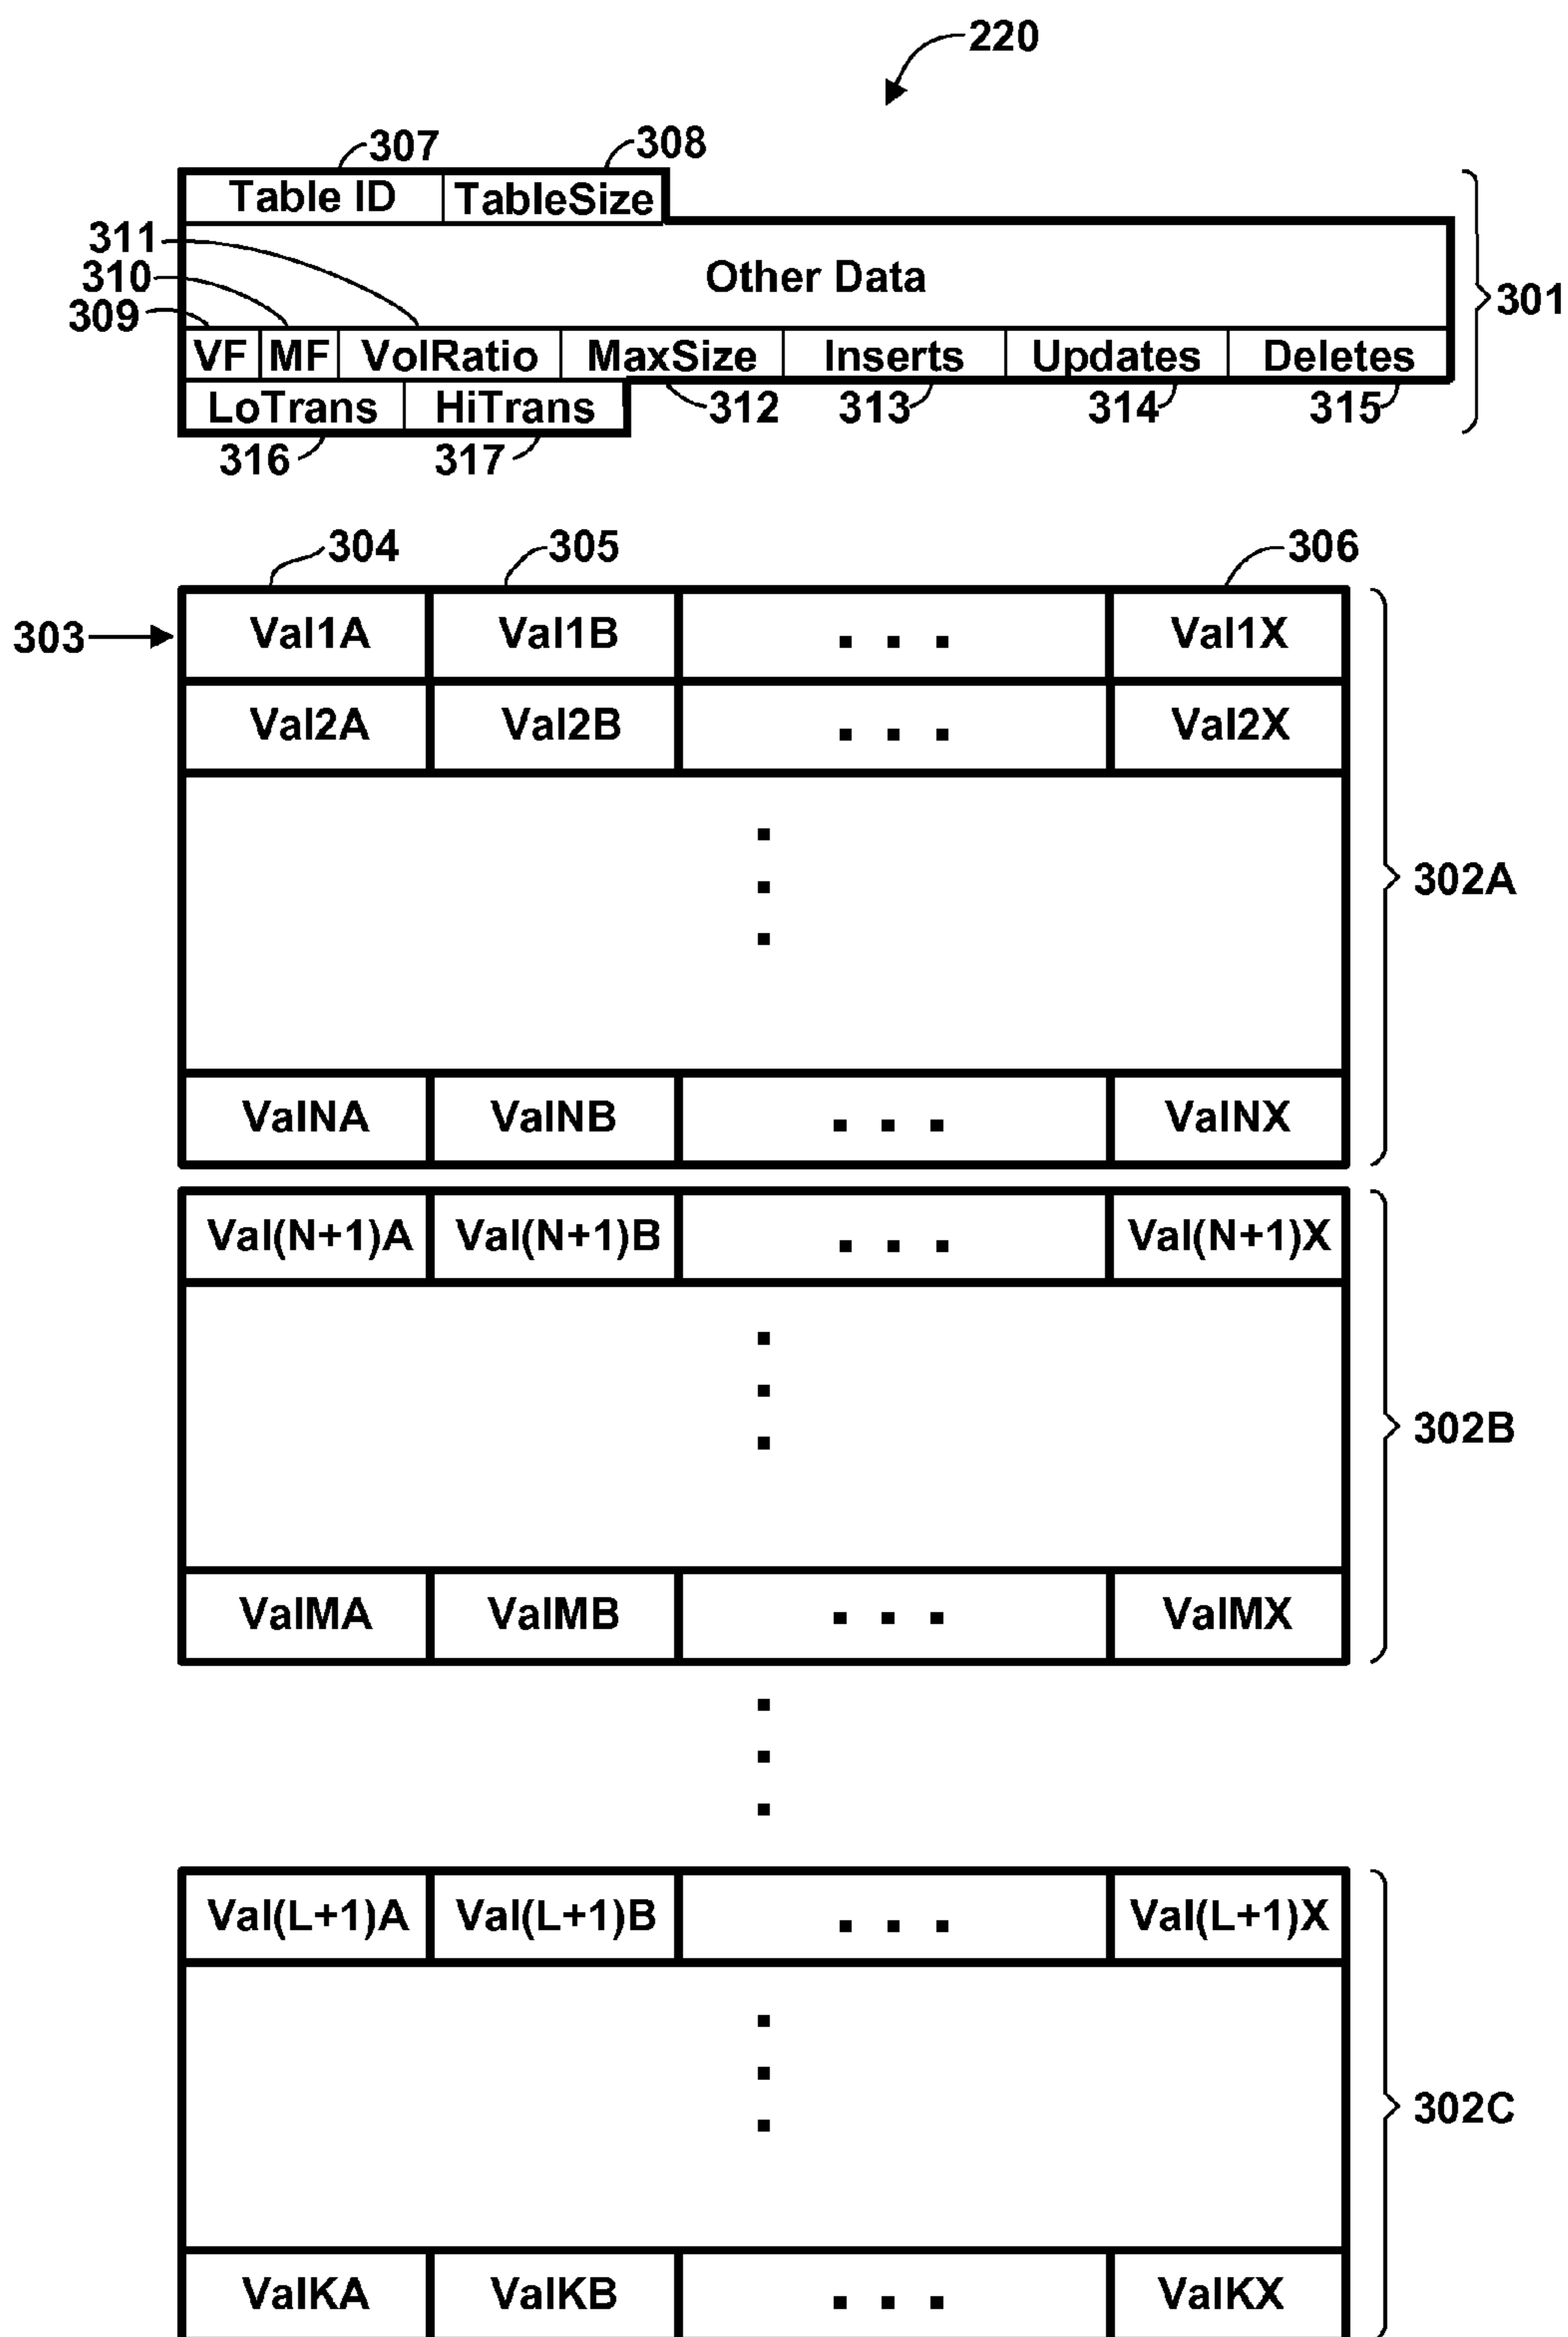 220
307 308
Table ID TableSize
311
310 Other Data
309 301
VF MF VolRatio MaxSize Inserts Updates Deletes
LoTrans HiTrans 312 313 314 315
316 317
304 305 306
303 Val1A Val1B . . . Val1X
Val2A Val2B . . . Val2X
302A
ValNA ValNB . . . ValNX
Val(N+1)A Val(N+1)B . . . Val(N+1)X
302B
ValMA ValMB . . . ValMX
Val(L+1)A Val(L+1)B . . . Val(L+1)X
302C
ValKA ValKB . . . ValKX